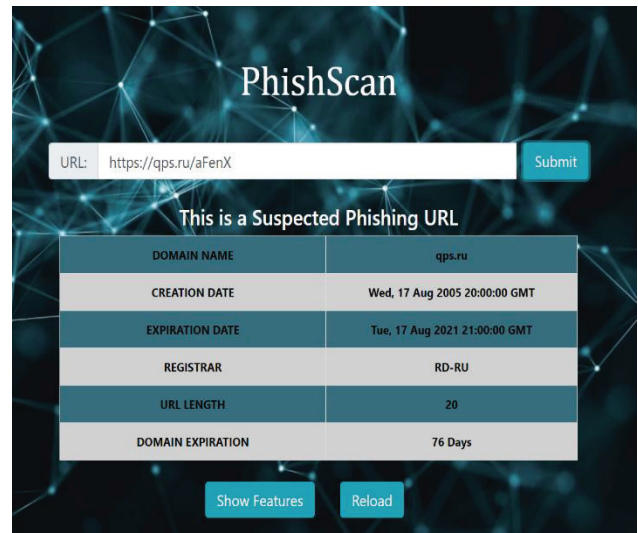 PhishScan
URL: https://qps.ru/aFenX Submit
This is a Suspected Phishing URL
DOMAIN NAME qps.ru
CREATION DATE Wed, 17 Aug 2005 20:00:00 GMT
EXPIRATION DATE Tue, 17 Aug 2021 21:00:00 GMT
REGISTRAR RD-RU
URL LENGTH 20
DOMAIN EXPIRATION 76 Days
Show Features Reload